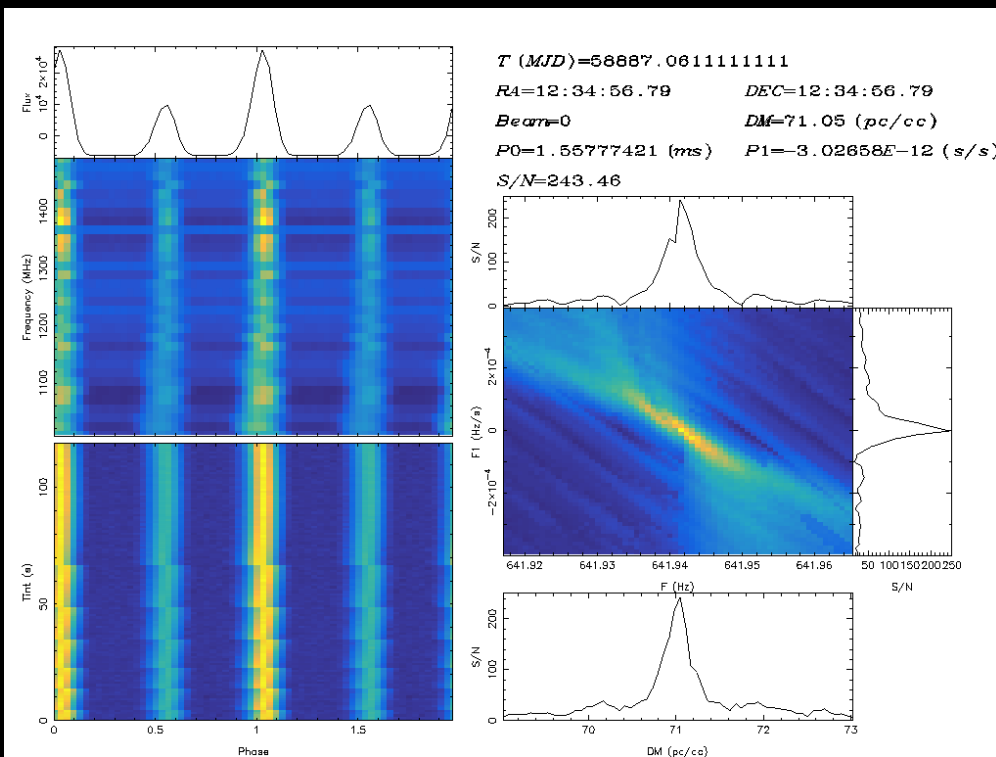 T (MJD)=58887.0611111111
RA=12:34:56.79 DEC=12:34:56.79
Beam=0 DM=71.05 (pc/cc)
P0=1.55777421 (ms) P1=-3.02658E-12 (s/s)
S/N=243.46
Flux
0 10⁴ 2×10⁴
Frequency (MHz)
1100 1200 1300 1400
Tint (s)
0 50 100
0 0.5 1 1.5
Phase
S/N
0 100 200
F1 (Hz/s)
-2×10⁻⁴ 0 2×10⁻⁴
641.92 641.93 641.94 641.95 641.96
F (Hz)
50 100 150 200 250
S/N
S/N
0 100 200
70 71 72 73
DM (pc/cc)